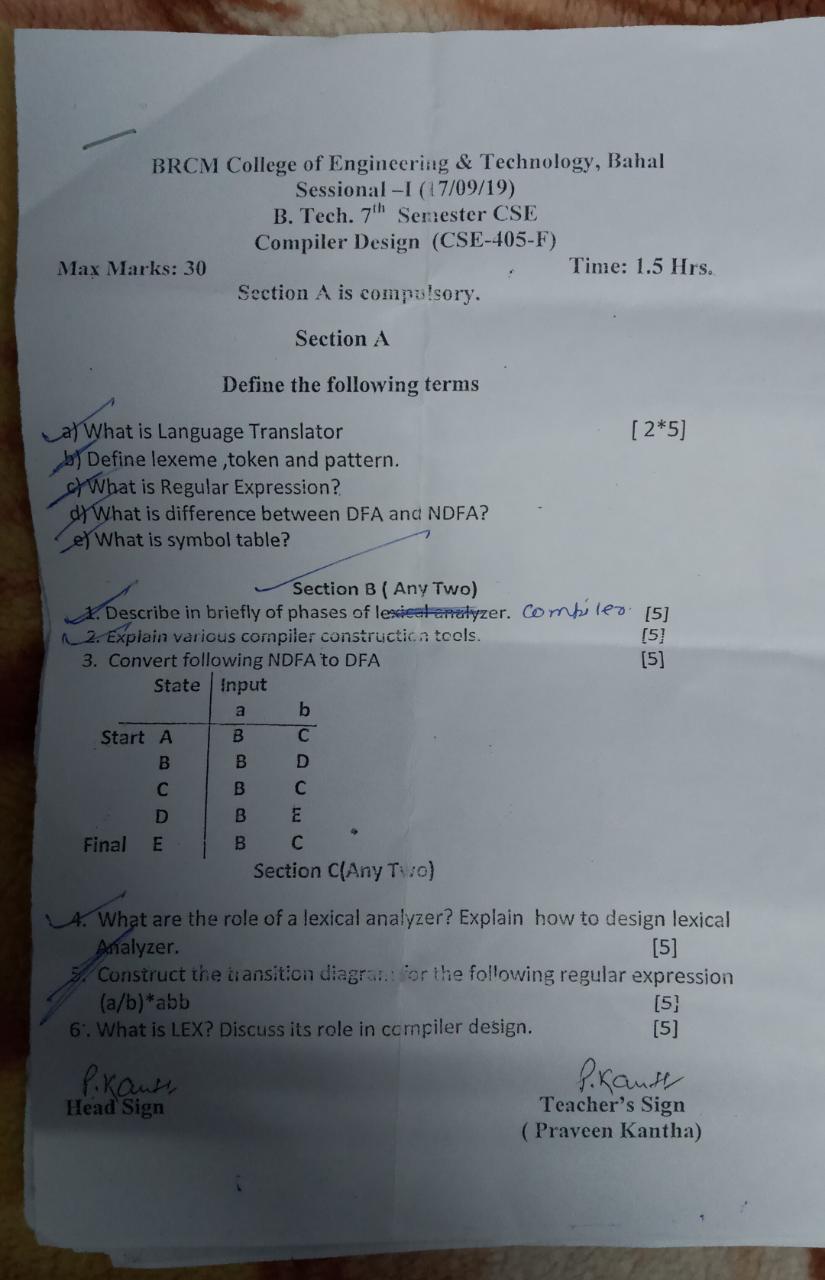 BRCM College of Engineering & Technology, Bahal
Sessional –I (17/09/19)
B. Tech. 7th Semester CSE
Compiler Design (CSE-405-F)
Max Marks: 30 Time: 1.5 Hrs.
Section A is compulsory.
Section A
Define the following terms
a) What is Language Translator [ 2*5]
b) Define lexeme ,token and pattern.
c) What is Regular Expression?
d) What is difference between DFA and NDFA?
e) What is symbol table?
Section B ( Any Two)
1. Describe in briefly of phases of lexical analyzer. Compiler. [5]
2. Explain various compiler construction tools. [5]
3. Convert following NDFA to DFA [5]
State Input
a b
Start A B C
B B D
C B C
D B E
Final E B C
Section C(Any Two)
4. What are the role of a lexical analyzer? Explain how to design lexical
Analyzer. [5]
5. Construct the transition diagram for the following regular expression
(a/b)*abb [5]
6. What is LEX? Discuss its role in compiler design. [5]
Head Sign Teacher's Sign
( Praveen Kantha)